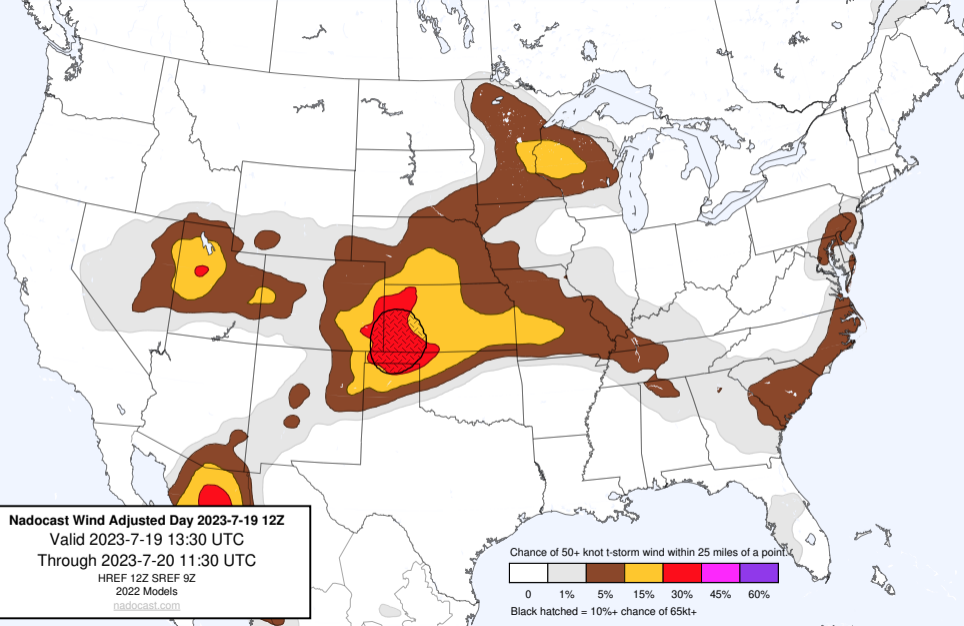 Nadocast Wind Adjusted Day 2023-7-19 12Z
Valid 2023-7-19 13:30 UTC
Through 2023-7-20 11:30 UTC
HREF 12Z SREF 9Z
2022 Models
nadocast.com
Chance of 50+ knot t-storm wind within 25 miles of a point.
0 1% 5% 15% 30% 45% 60%
Black hatched = 10%+ chance of 65kt+